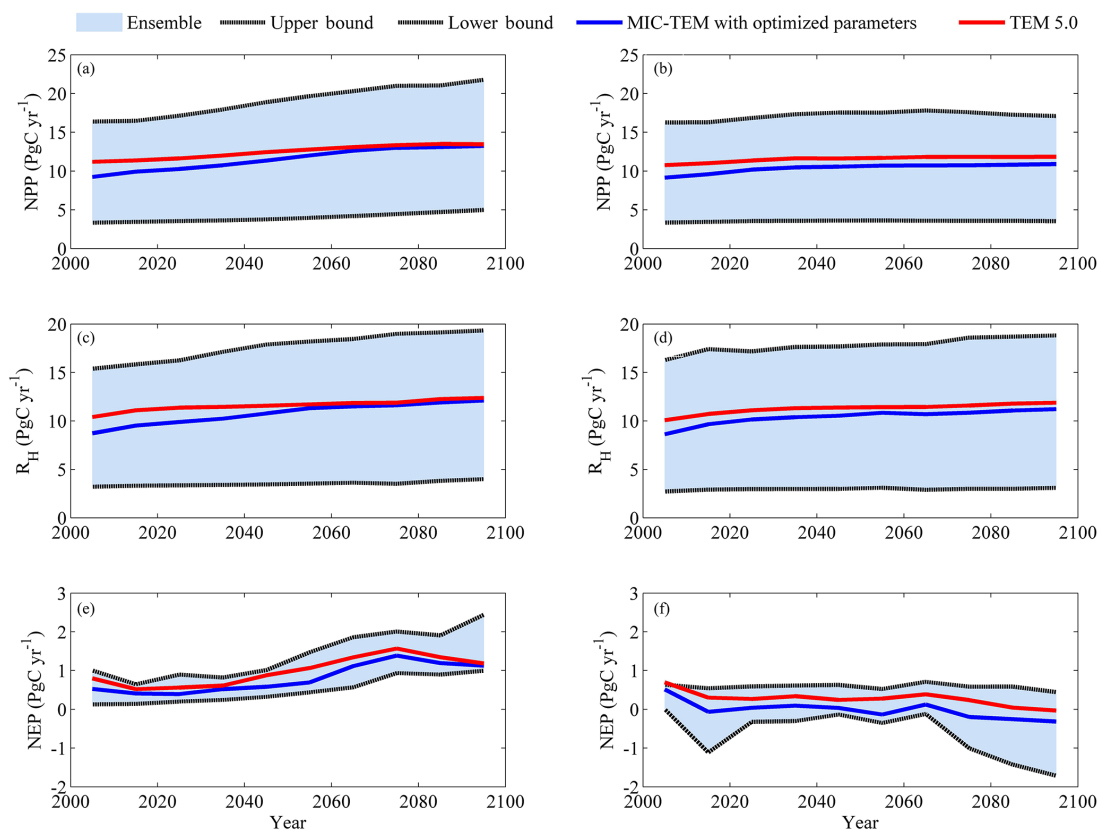 Ensemble Upper bound Lower bound MIC-TEM with optimized parameters TEM 5.0
(a)
NPP (PgC yr-1)
25
20
15
10
5
0
2000 2020 2040 2060 2080 2100
(b)
NPP (PgC yr-1)
25
20
15
10
5
0
2000 2020 2040 2060 2080 2100
(c)
RH (PgC yr-1)
20
15
10
5
0
2000 2020 2040 2060 2080 2100
(d)
RH (PgC yr-1)
20
15
10
5
0
2000 2020 2040 2060 2080 2100
(e)
NEP (PgC yr-1)
3
2
1
0
-1
-2
2000 2020 2040 2060 2080 2100
Year
(f)
NEP (PgC yr-1)
3
2
1
0
-1
-2
2000 2020 2040 2060 2080 2100
Year